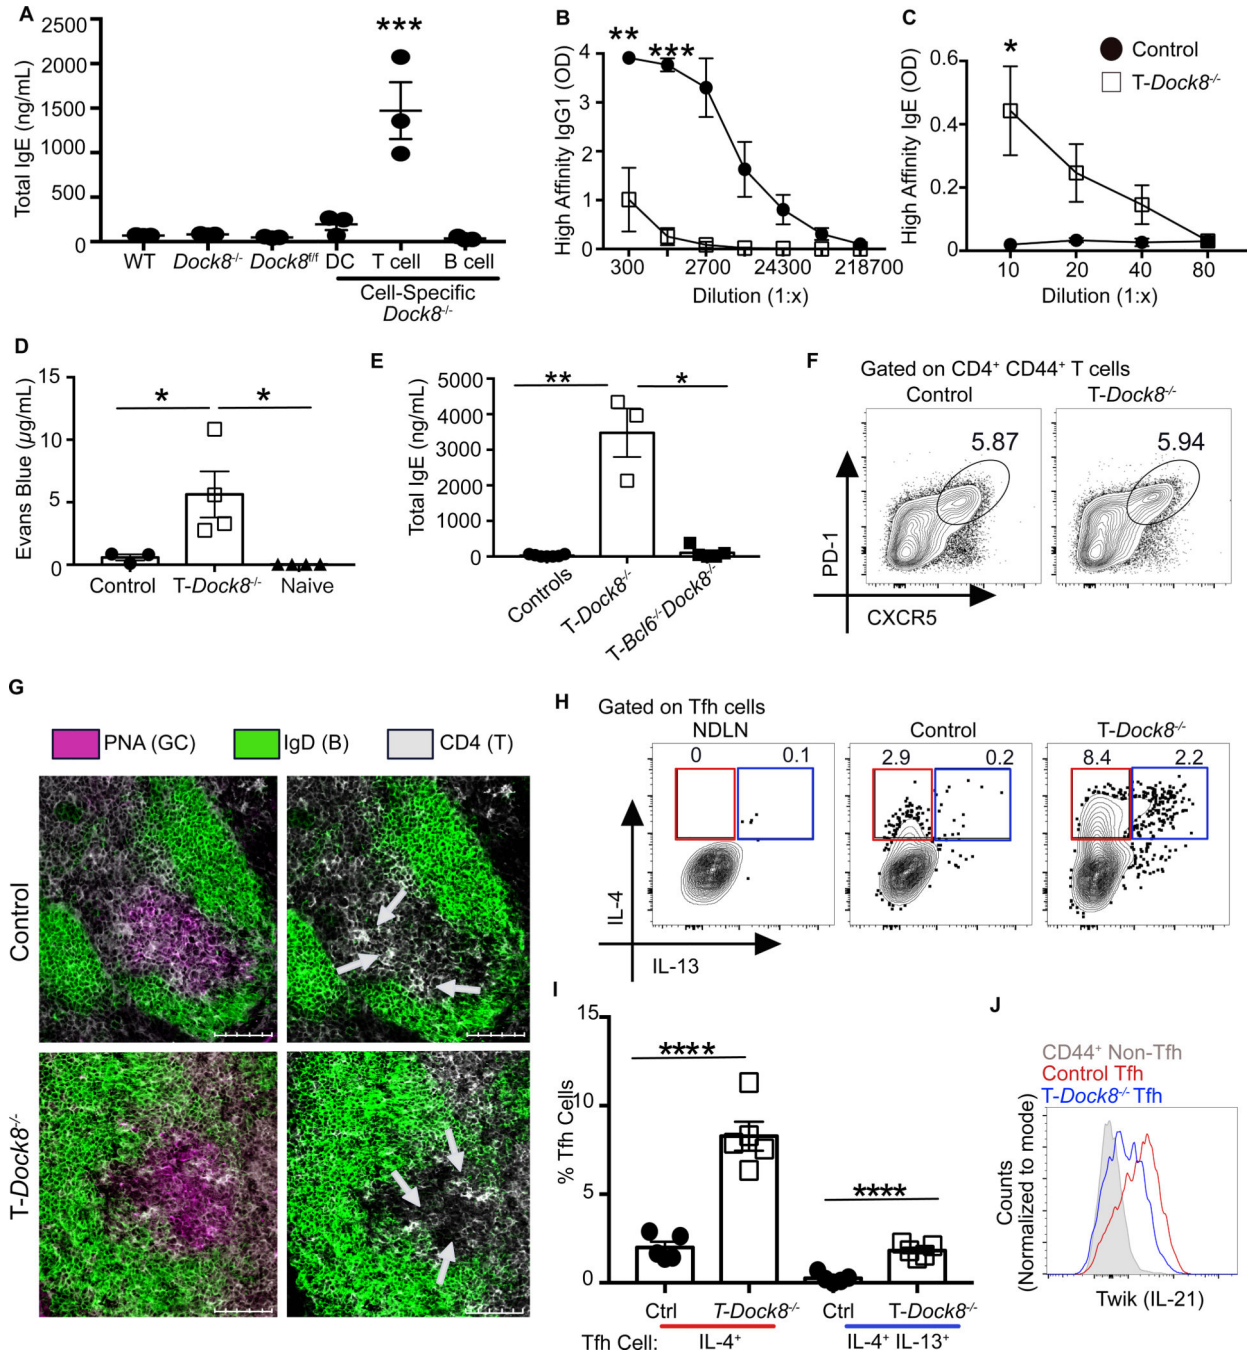 A
Total IgE (ng/mL)
2500
2000
1500
1000
500
0
***
WT
Dock8-/-
Dock8f/f
DC
T cell
B cell
Cell-Specific
Dock8-/-
B
High Affinity IgG1 (OD)
4
3
2
1
0
**
***
300
2700
24300
218700
Dilution (1:x)
C
High Affinity IgE (OD)
0.6
0.4
0.2
0.0
*
10
20
40
80
Dilution (1:x)
Control
T-Dock8-/-
D
Evans Blue (µg/mL)
15
10
5
0
*
*
Control
T-Dock8-/-
Naive
E
Total IgE (ng/mL)
5000
4000
3000
2000
1000
0
**
*
Controls
T-Dock8-/-
T-Bcl6-/-Dock8-/-
F
Gated on CD4+ CD44+ T cells
Control
T-Dock8-/-
5.87
5.94
PD-1
CXCR5
G
PNA (GC)
IgD (B)
CD4 (T)
Control
T-Dock8-/-
H
Gated on Tfh cells
NDLN
Control
T-Dock8-/-
0
0.1
2.9
0.2
8.4
2.2
IL-4
IL-13
I
% Tfh Cells
15
10
5
0
****
****
Ctrl
T-Dock8-/-
Ctrl
T-Dock8-/-
Tfh Cell:
IL-4+
IL-4+ IL-13+
J
CD44+ Non-Tfh
Control Tfh
T-Dock8-/- Tfh
Counts
(Normalized to mode)
Twik (IL-21)